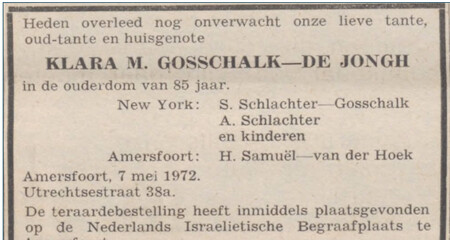 Heden overleed nog onverwacht onze lieve tante,
oud-tante en huisgenote
KLARA M. GOSSCHALK—DE JONGH
in de ouderdom van 85 jaar.
New York: S. Schlachter—Gosschalk
A. Schlachter
en kinderen
Amersfoort: H. Samuël—van der Hoek
Amersfoort, 7 mei 1972.
Utrechtsestraat 38a.
De teraardebestelling heeft inmiddels plaatsgevonden
op de Nederlands Israelietische Begraafplaats te